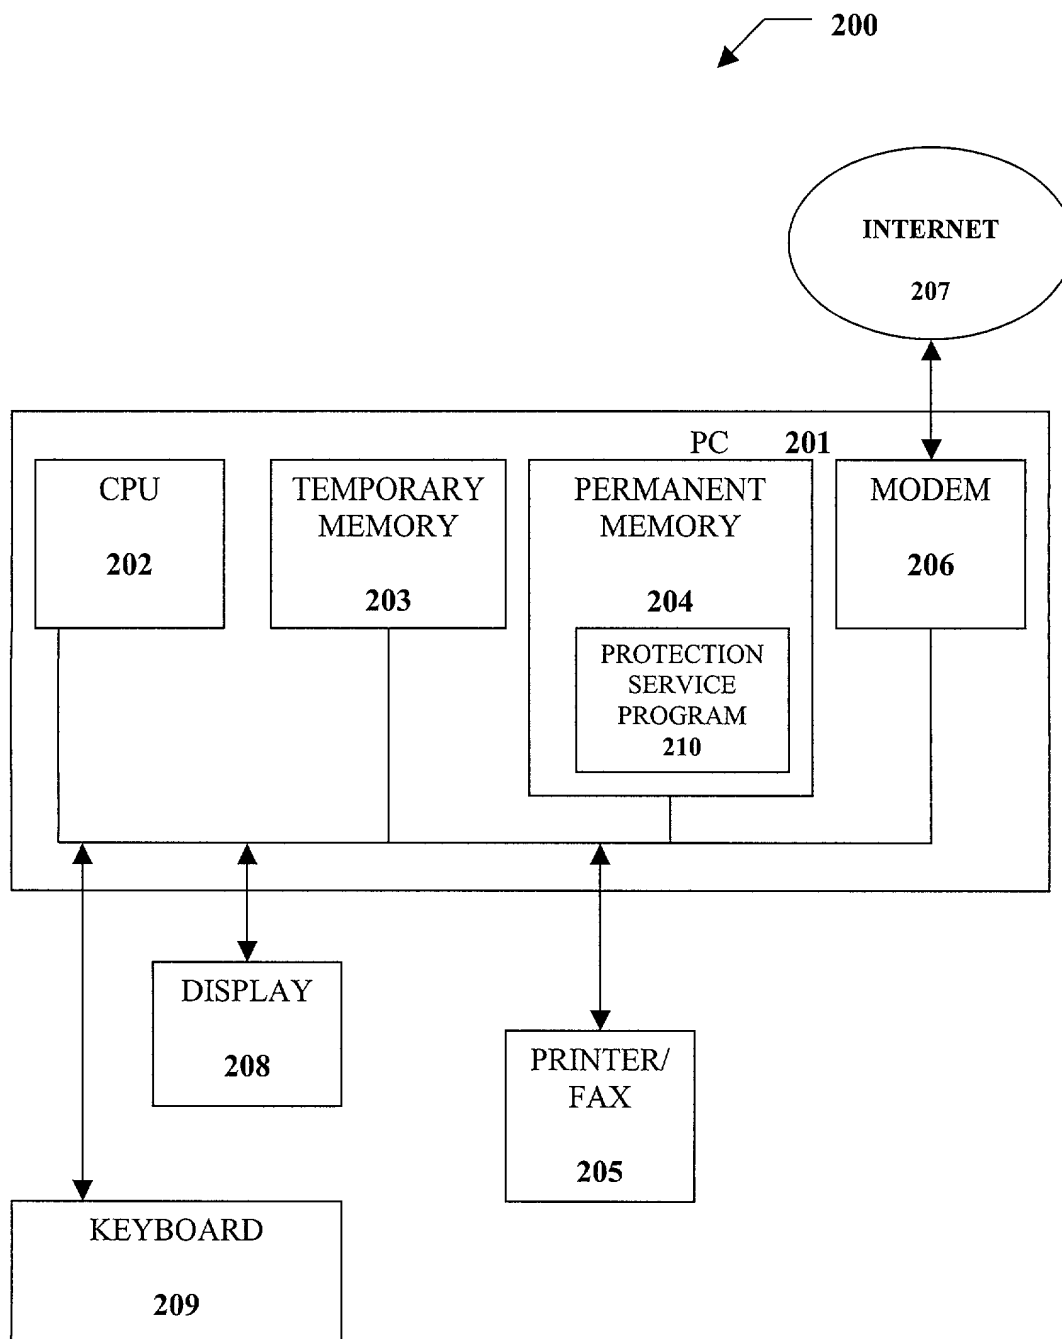 200
INTERNET
207
PC 201
CPU
202
TEMPORARY
MEMORY
203
PERMANENT
MEMORY
204
PROTECTION
SERVICE
PROGRAM
210
MODEM
206
DISPLAY
208
PRINTER/
FAX
205
KEYBOARD
209